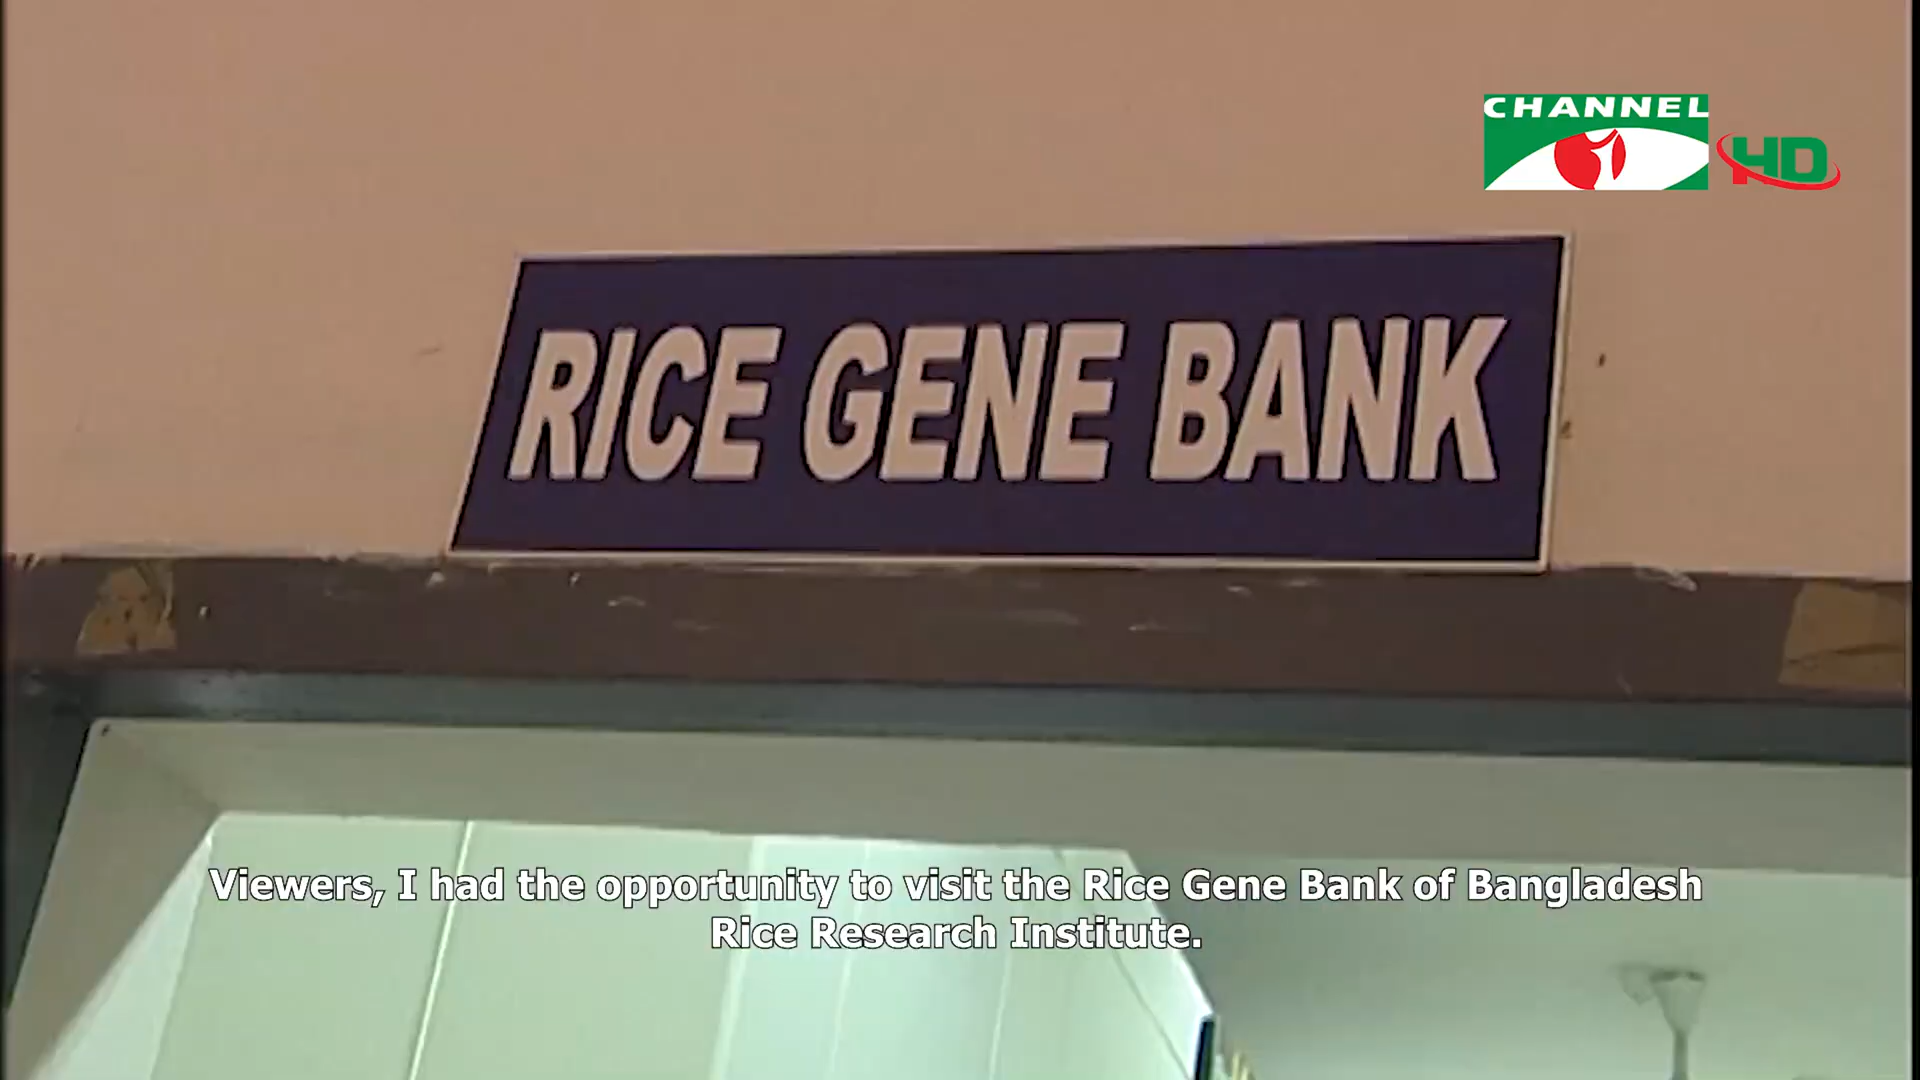 CHANNEL
i HD
RICE GENE BANK
Viewers, I had the opportunity to visit the Rice Gene Bank of Bangladesh
Rice Research Institute.